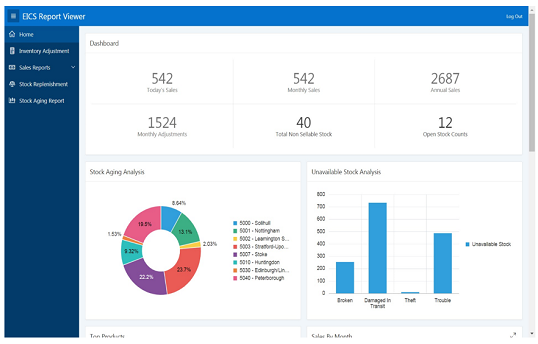 EICS Report Viewer
Log Out
Home
Inventory Adjustment
Sales Reports
Stock Replenishment
Stock Aging Report
Dashboard
542
Today's Sales
542
Monthly Sales
2687
Annual Sales
1524
Monthly Adjustments
40
Total Non Sellable Stock
12
Open Stock Counts
Stock Aging Analysis
8.64%
13.1%
2.03%
23.7%
22.2%
9.32%
1.53%
19.5%
5000 - Solihull
5001 - Nottingham
5002 - Leamington S...
5003 - Stratford-Upo...
5007 - Stoke
5010 - Huntingdon
5030 - Edinburgh Lin...
5040 - Peterborough
Unavailable Stock Analysis
800
700
600
500
400
300
200
100
0
Broken
Damaged In
Transit
Theft
Trouble
Unavailable Stock
Top Products
Sales By Month